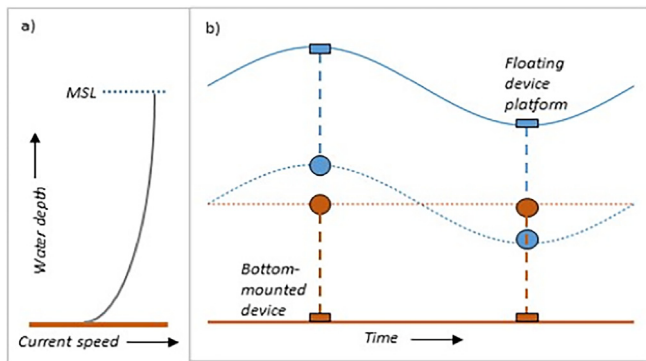 a)
MSL
Water depth
Current speed
b)
Floating
device
platform
Bottom-
mounted
device
Time